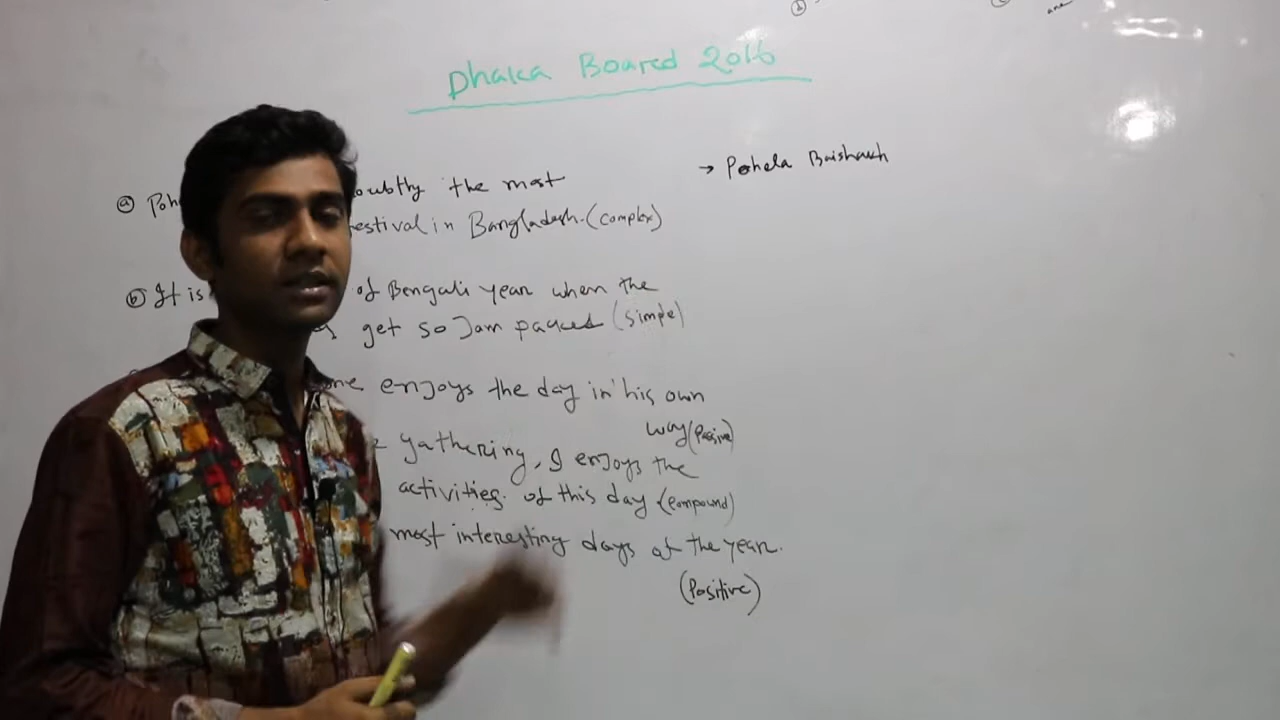 Dhaka Board 2016
→ Pohela Baishakh
ⓐ Poh oubtly the most
estival in Bangladesh. (complex)
ⓑ It is of Bengali year when the
get so Jam packed (simple)
one enjoys the day in his own
way (Passive)
gathering, I enjoys the
activities of this day (compound)
most interesting days of the year.
(Positive)